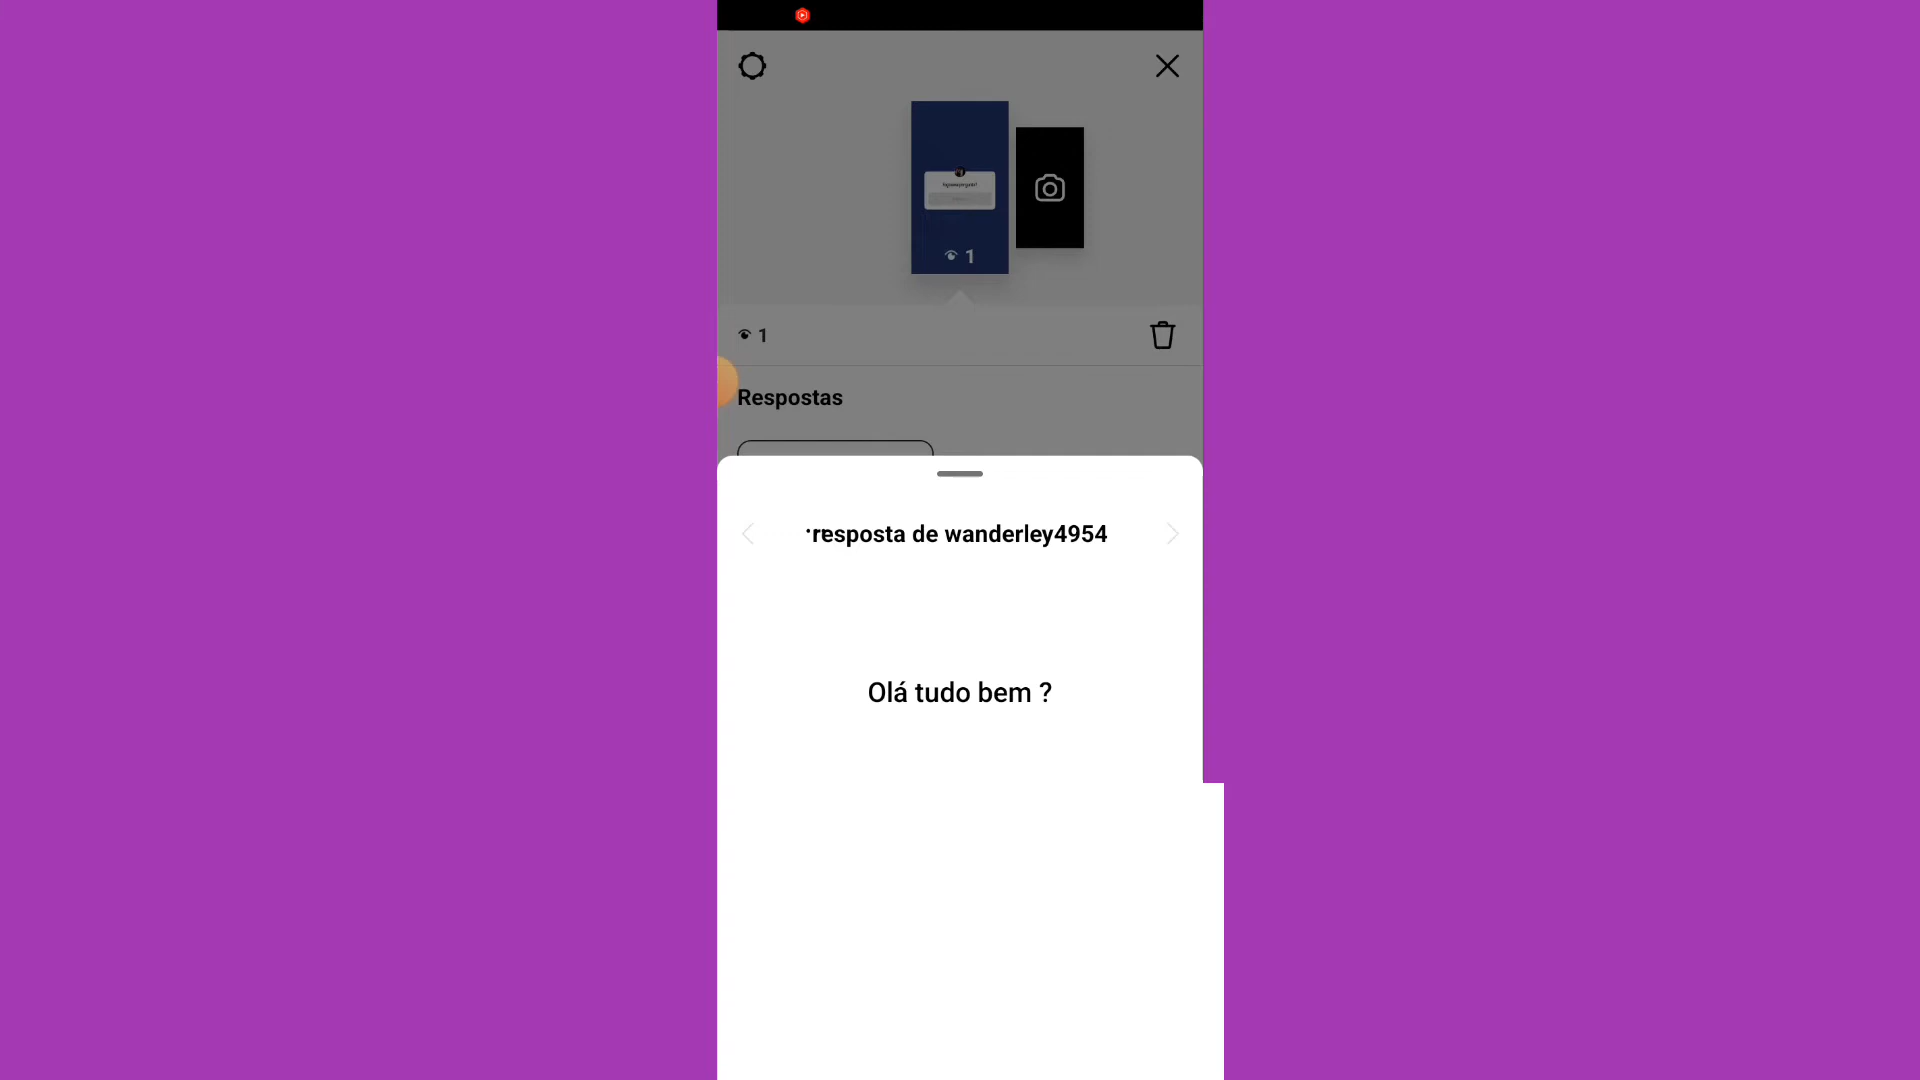 1
1
Respostas
resposta de wanderley4954
Olá tudo bem ?